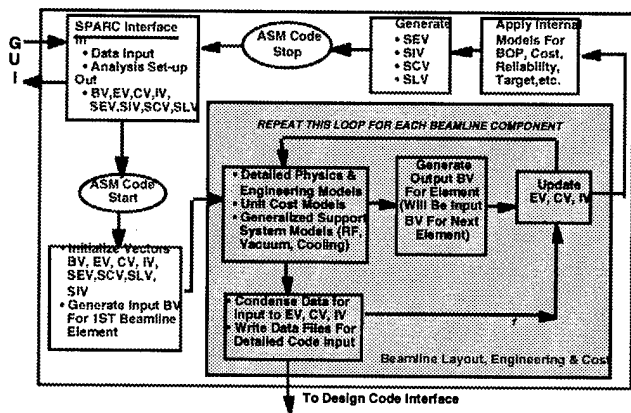 G
U
I
SPARC Interface
In
• Data Input
• Analysis Set-up
Out
• BV,EV,CV,IV,
SEV,SIV,SCV,SLV
ASM Code
Stop
Generate
• SEV
• SIV
• SCV
• SLV
Apply Internal
Models For
BOP, Cost,
Reliability,
Target,etc.
ASM Code
Start
• Initialize Vectors
BV, EV, CV, IV,
SEV,SCV,SLV,
SIV
• Generate Input BV
For 1ST Beamline
Element
REPEAT THIS LOOP FOR EACH BEAMLINE COMPONENT
• Detailed Physics &
Engineering Models
• Unit Cost Models
• Generalized Support
System Models (RF,
Vacuum, Cooling)
Generate
Output BV
For Element
(Will Be Input
BV For Next
Element)
Update
EV, CV, IV
• Condense Data for
Input to EV, CV, IV
• Write Data Files For
Detailed Code Input
Beamline Layout, Engineering & Cost
To Design Code Interface